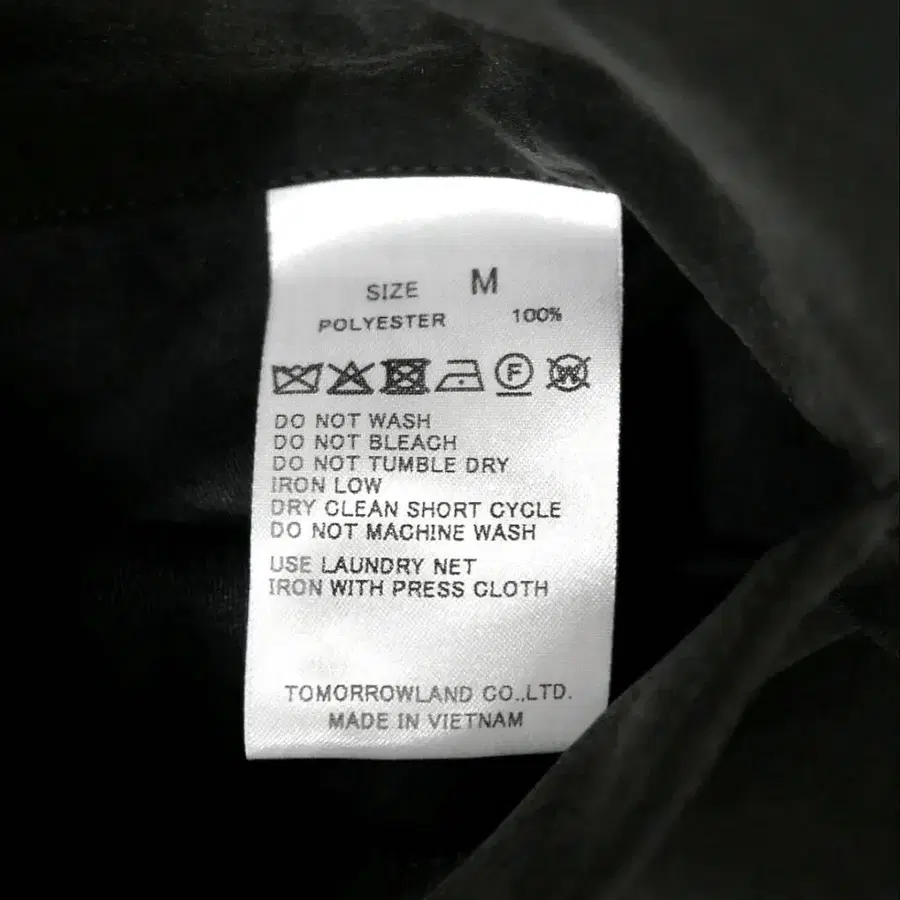 SIZE M
POLYESTER 100%
F W
DO NOT WASH
DO NOT BLEACH
DO NOT TUMBLE DRY
IRON LOW
DRY CLEAN SHORT CYCLE
DO NOT MACHINE WASH
USE LAUNDRY NET
IRON WITH PRESS CLOTH
TOMORROWLAND CO.,LTD.
MADE IN VIETNAM